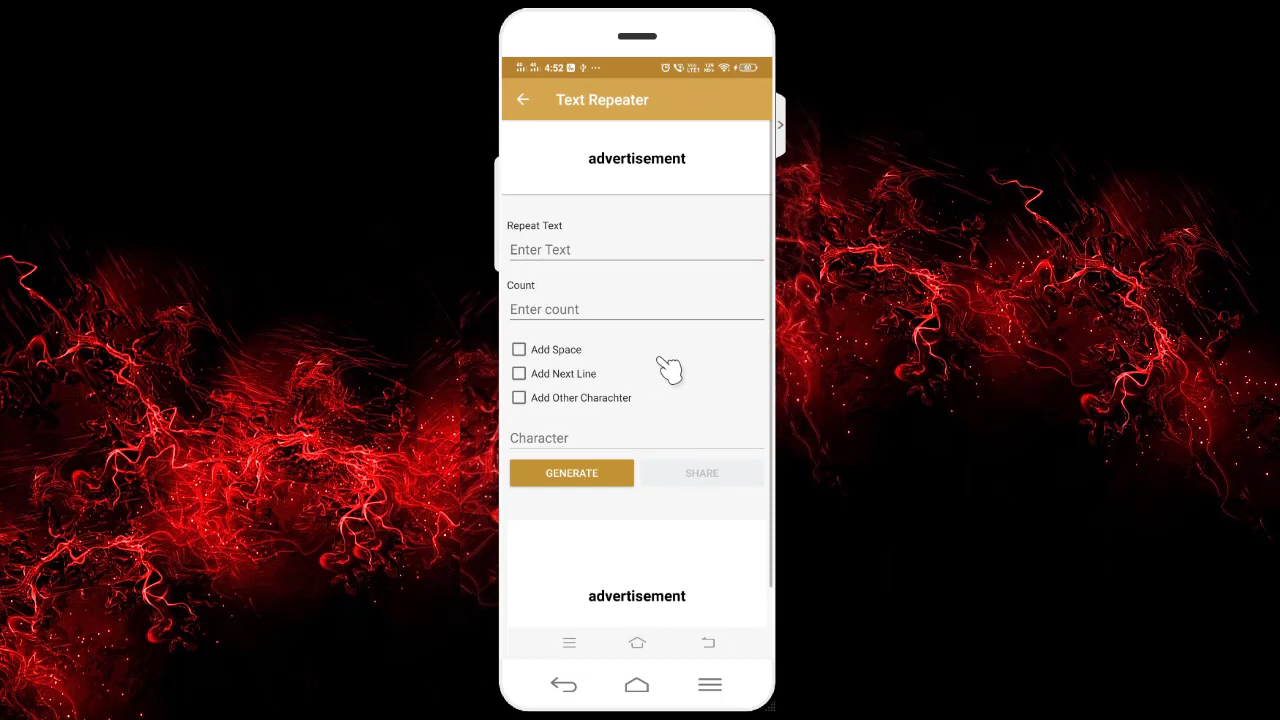 4:52
60
Text Repeater
advertisement
Repeat Text
Enter Text
Count
Enter count
Add Space
Add Next Line
Add Other Charachter
Character
GENERATE SHARE
advertisement